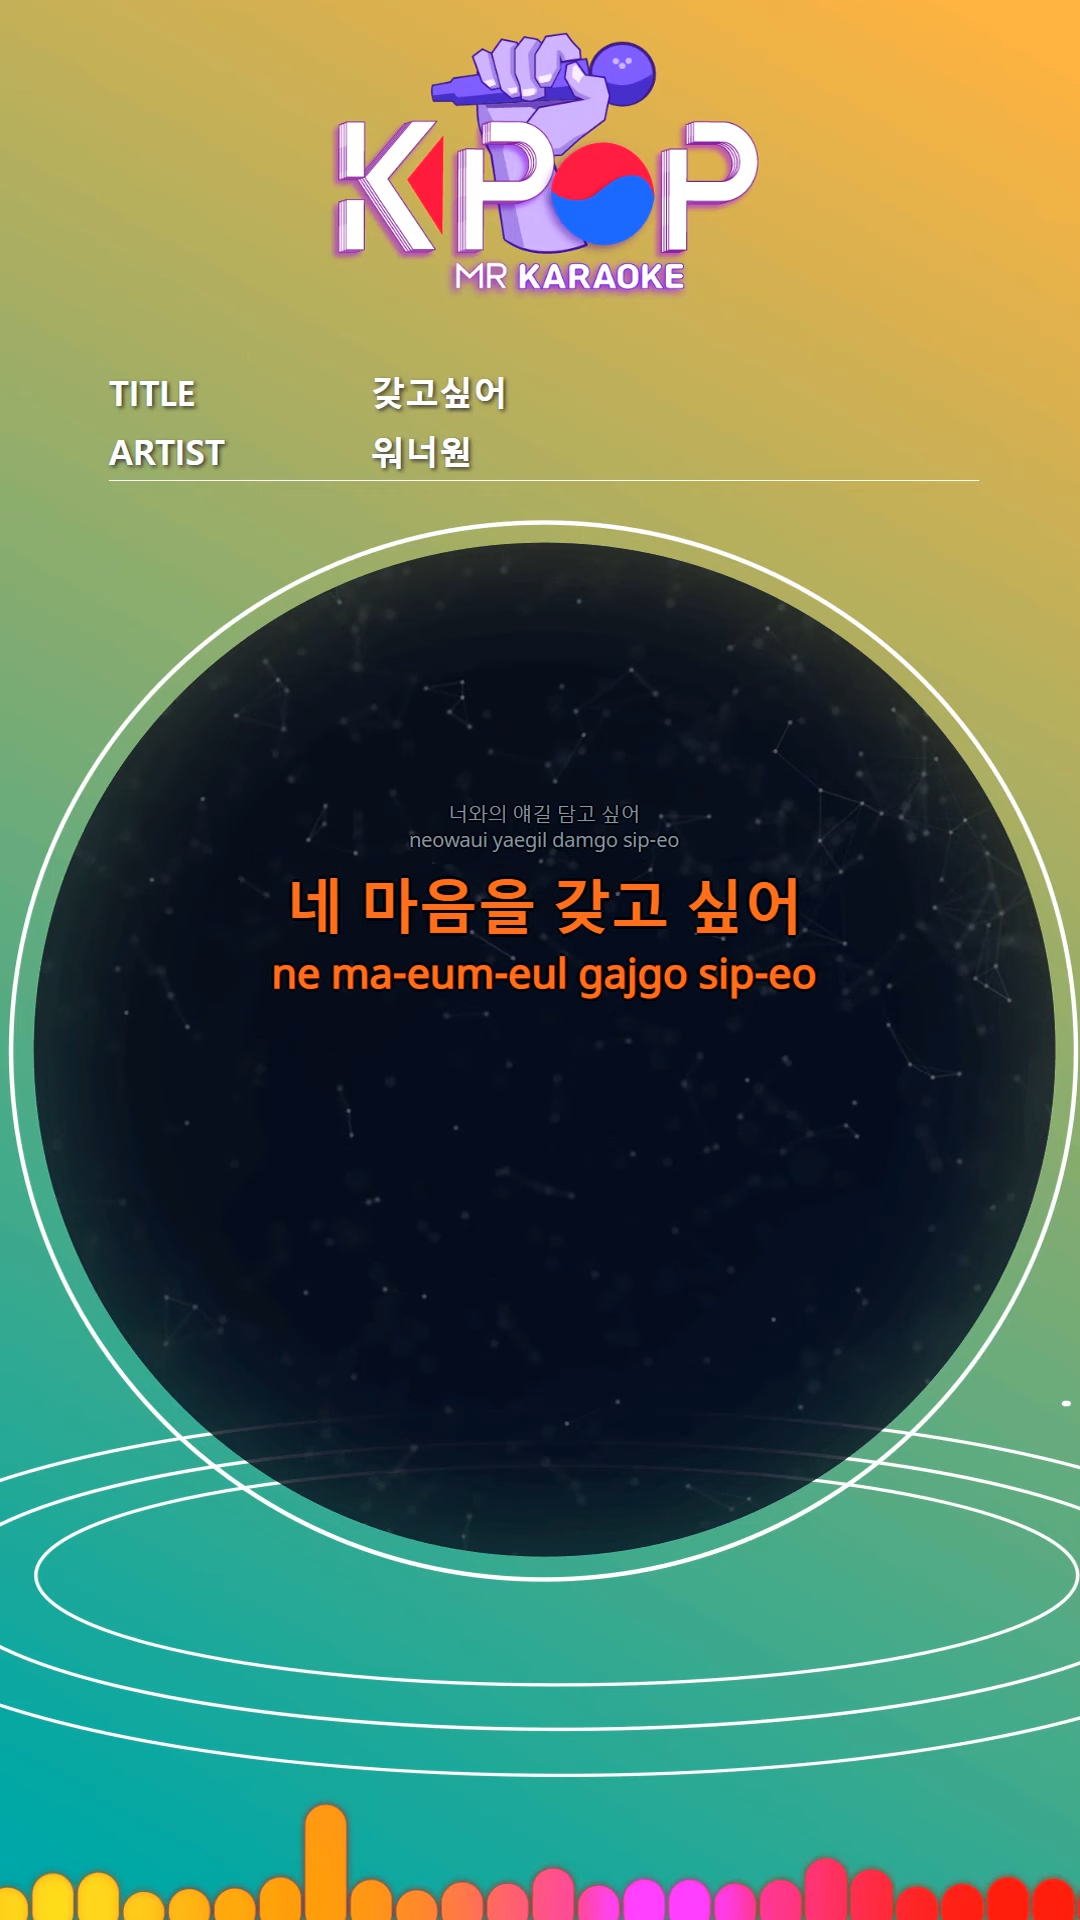 KPOP
MR KARAOKE
TITLE 갖고싶어
ARTIST 워너원
너와의 얘길 담고 싶어
neowaui yaegil damgo sip-eo
네 마음을 갖고 싶어
ne ma-eum-eul gajgo sip-eo